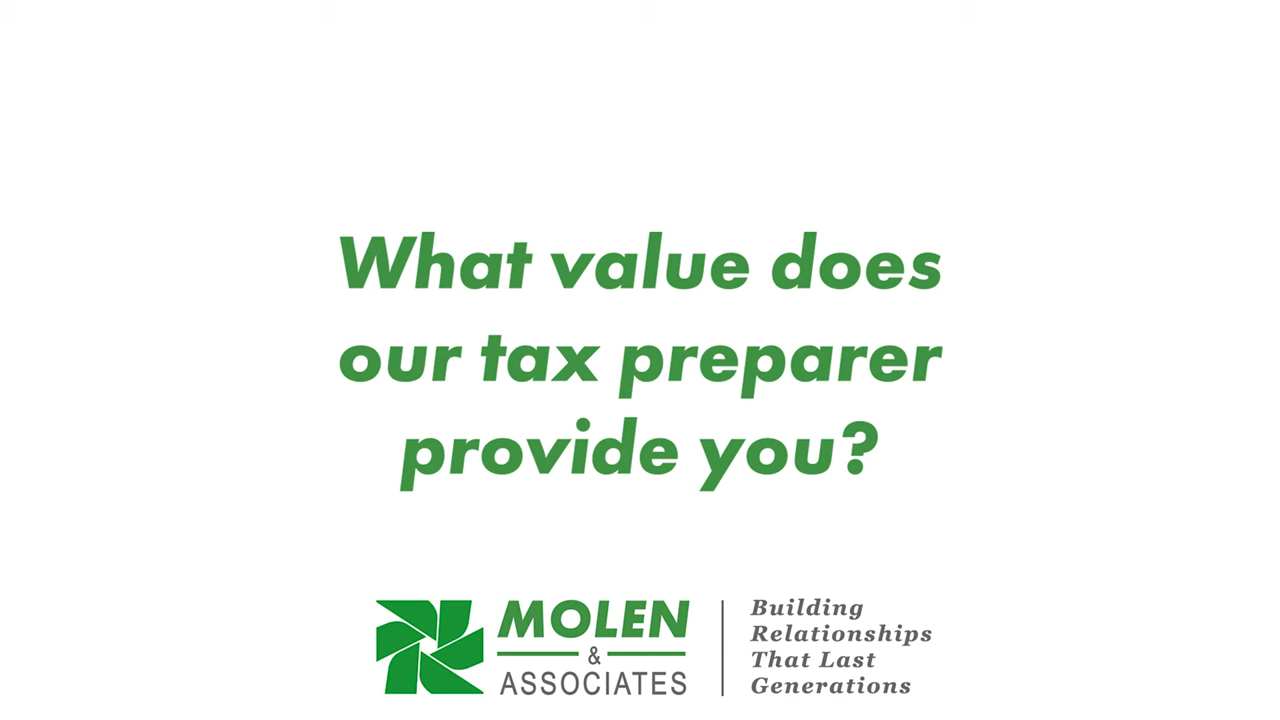 What value does
our tax preparer
provide you?
MOLEN
&
ASSOCIATES
Building
Relationships
That Last
Generations